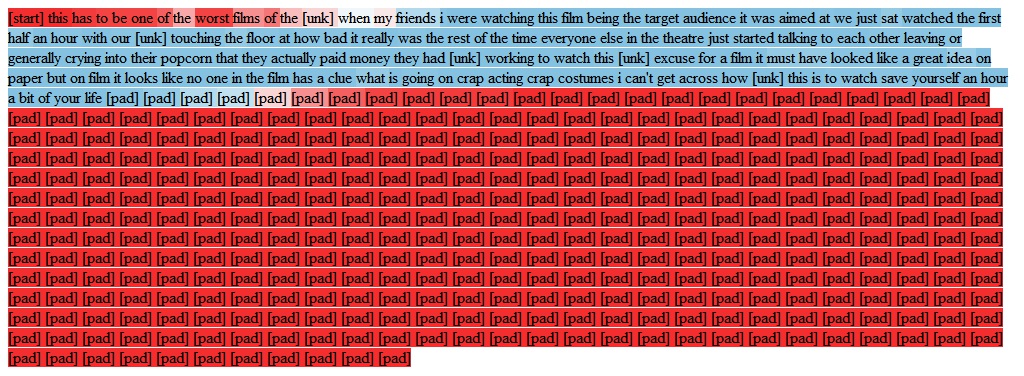 [start] this has to be one of the worst films of the [unk] when my friends i were watching this film being the target audience it was aimed at we just sat watched the first
half an hour with our [unk] touching the floor at how bad it really was the rest of the time everyone else in the theatre just started talking to each other leaving or
generally crying into their popcorn that they actually paid money they had [unk] working to watch this [unk] excuse for a film it must have looked like a great idea on
paper but on film it looks like no one in the film has a clue what is going on crap acting crap costumes i can't get across how [unk] this is to watch save yourself an hour
a bit of your life [pad] [pad] [pad] [pad] [pad] [pad] [pad] [pad] [pad] [pad] [pad] [pad] [pad] [pad] [pad] [pad] [pad] [pad] [pad] [pad] [pad] [pad] [pad] [pad]
[pad] [pad] [pad] [pad] [pad] [pad] [pad] [pad] [pad] [pad] [pad] [pad] [pad] [pad] [pad] [pad] [pad] [pad] [pad] [pad] [pad] [pad] [pad] [pad] [pad] [pad] [pad]
[pad] [pad] [pad] [pad] [pad] [pad] [pad] [pad] [pad] [pad] [pad] [pad] [pad] [pad] [pad] [pad] [pad] [pad] [pad] [pad] [pad] [pad] [pad] [pad] [pad] [pad] [pad]
[pad] [pad] [pad] [pad] [pad] [pad] [pad] [pad] [pad] [pad] [pad] [pad] [pad] [pad] [pad] [pad] [pad] [pad] [pad] [pad] [pad] [pad] [pad] [pad] [pad] [pad] [pad]
[pad] [pad] [pad] [pad] [pad] [pad] [pad] [pad] [pad] [pad] [pad] [pad] [pad] [pad] [pad] [pad] [pad] [pad] [pad] [pad] [pad] [pad] [pad] [pad] [pad] [pad] [pad]
[pad] [pad] [pad] [pad] [pad] [pad] [pad] [pad] [pad] [pad] [pad] [pad] [pad] [pad] [pad] [pad] [pad] [pad] [pad] [pad] [pad] [pad] [pad] [pad] [pad] [pad] [pad]
[pad] [pad] [pad] [pad] [pad] [pad] [pad] [pad] [pad] [pad] [pad] [pad] [pad] [pad] [pad] [pad] [pad] [pad] [pad] [pad] [pad] [pad] [pad] [pad] [pad] [pad] [pad]
[pad] [pad] [pad] [pad] [pad] [pad] [pad] [pad] [pad] [pad] [pad] [pad] [pad] [pad] [pad] [pad] [pad] [pad] [pad] [pad] [pad] [pad] [pad] [pad] [pad] [pad] [pad]
[pad] [pad] [pad] [pad] [pad] [pad] [pad] [pad] [pad] [pad] [pad] [pad] [pad] [pad] [pad] [pad] [pad] [pad] [pad] [pad] [pad] [pad] [pad] [pad] [pad] [pad] [pad]
[pad] [pad] [pad] [pad] [pad] [pad] [pad] [pad] [pad] [pad] [pad] [pad] [pad] [pad] [pad] [pad] [pad] [pad] [pad] [pad] [pad] [pad] [pad] [pad] [pad] [pad] [pad]
[pad] [pad] [pad] [pad] [pad] [pad] [pad] [pad] [pad] [pad] [pad] [pad] [pad] [pad] [pad] [pad] [pad] [pad] [pad] [pad] [pad] [pad] [pad] [pad] [pad] [pad] [pad]
[pad] [pad] [pad] [pad] [pad] [pad] [pad] [pad] [pad] [pad] [pad] [pad] [pad] [pad] [pad] [pad] [pad] [pad] [pad] [pad] [pad] [pad] [pad] [pad] [pad] [pad] [pad]
[pad] [pad] [pad] [pad] [pad] [pad] [pad] [pad] [pad] [pad] [pad] [pad] [pad] [pad] [pad] [pad] [pad] [pad] [pad] [pad] [pad] [pad] [pad] [pad] [pad] [pad] [pad]
[pad] [pad] [pad] [pad] [pad] [pad] [pad] [pad] [pad] [pad] [pad]